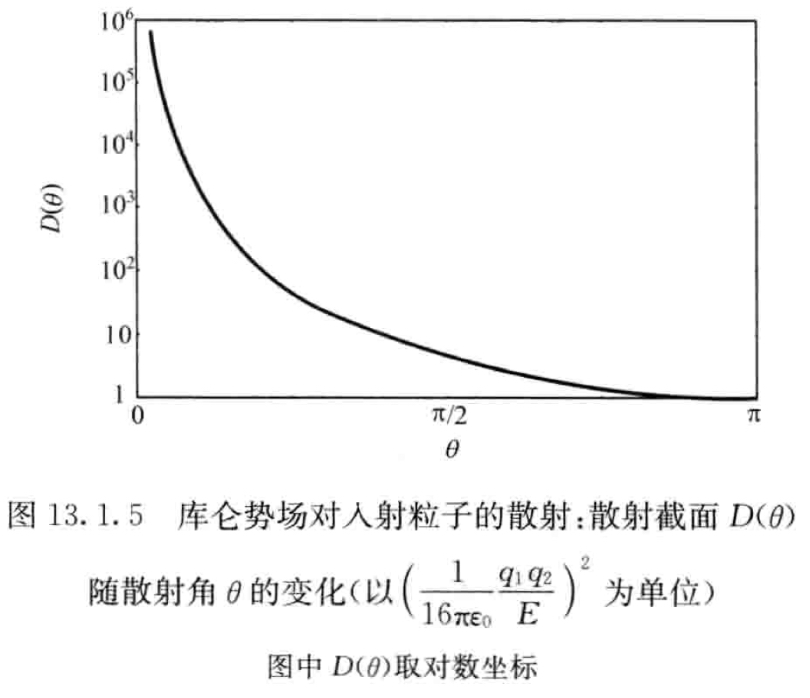 10⁶
10⁵
10⁴
10³
10²
10
1
D(θ)
0
π/2
π
θ
图 13.1.5 库仑势场对入射粒子的散射:散射截面 D(θ)
随散射角 θ 的变化(以(\frac{1}{16πε₀}\frac{q₁q₂}{E})² 为单位)
图中 D(θ)取对数坐标